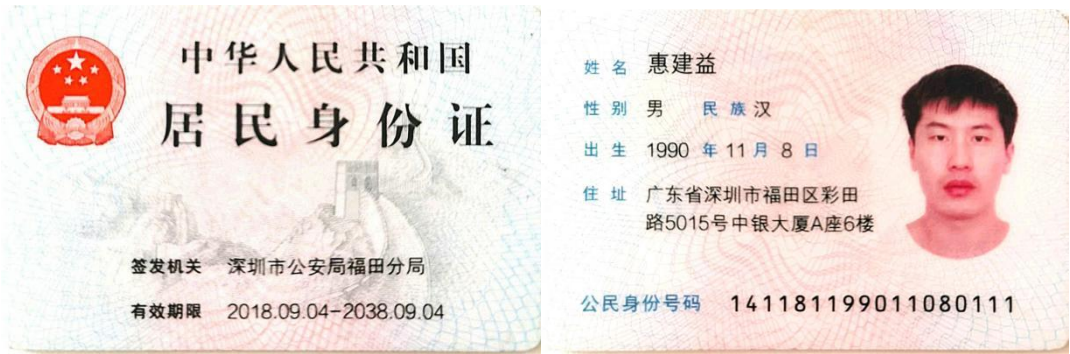 中华人民共和国
居民身份证
签发机关 深圳市公安局福田分局
有效期限 2018.09.04-2038.09.04
姓名 惠建益
性别 男 民族 汉
出生 1990 年 11 月 8 日
住址 广东省深圳市福田区彩田
路5015号中银大厦A座6楼
公民身份号码 141181199011080111